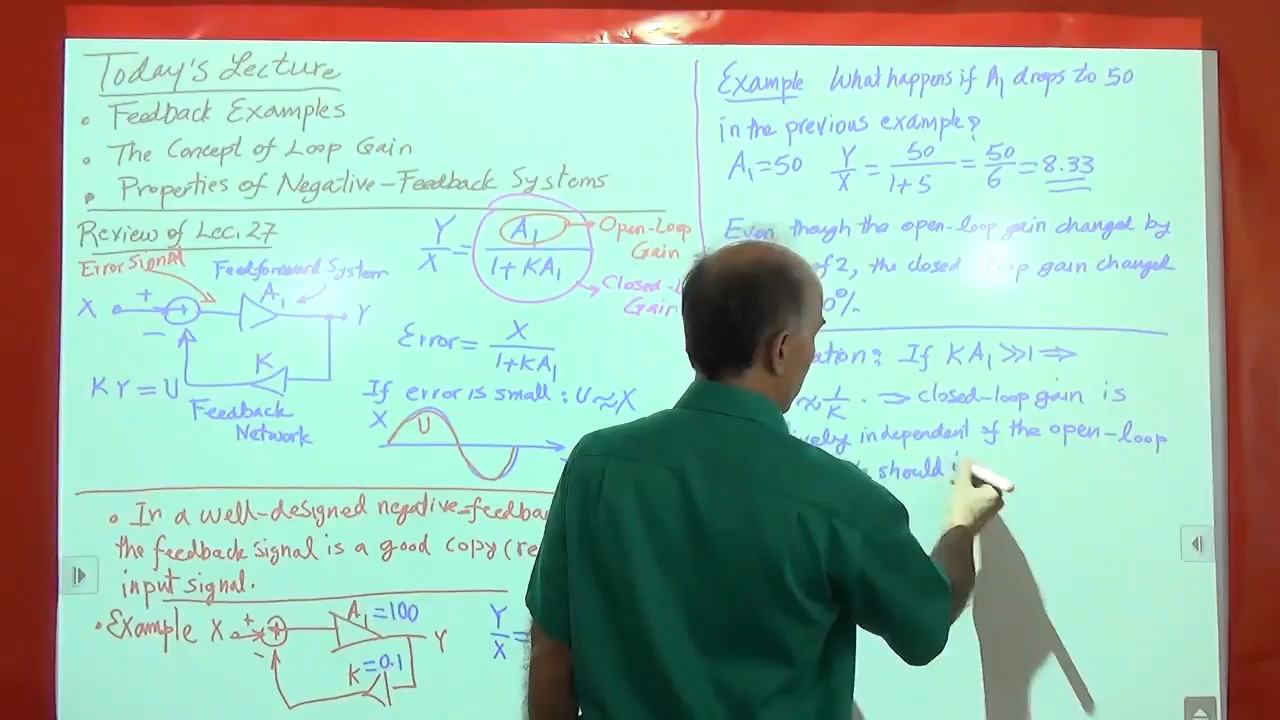 Today's Lecture
• Feedback Examples
• The Concept of Loop Gain
• Properties of Negative-Feedback Systems
Review of Lec. 27
Error Signal
Feedforward System
X + − + A₁ Y
K
KY = U
Feedback
Network
Y/X = A₁/(1 + KA₁)
Open-Loop
Gain
Closed-L
Gain
Error = X/(1+KA₁)
If error is small : U ≈ X
X U
• In a well-designed negative-feedbac
the feedback signal is a good copy (re
input signal.
• Example X + − + A₁ = 100 Y
K = 0.1
Y/X =
Example What happens if A₁ drops to 50
in the previous example?
A₁ = 50 Y/X = 50/(1+5) = 50/6 = 8.33
Even though the open-loop gain changed by
of 2, the closed loop gain changed
0%.
ation: If KA₁ ≫ 1 ⇒
≈ 1/K . ⇒ closed-loop gain is
ively independent of the open-loop
should